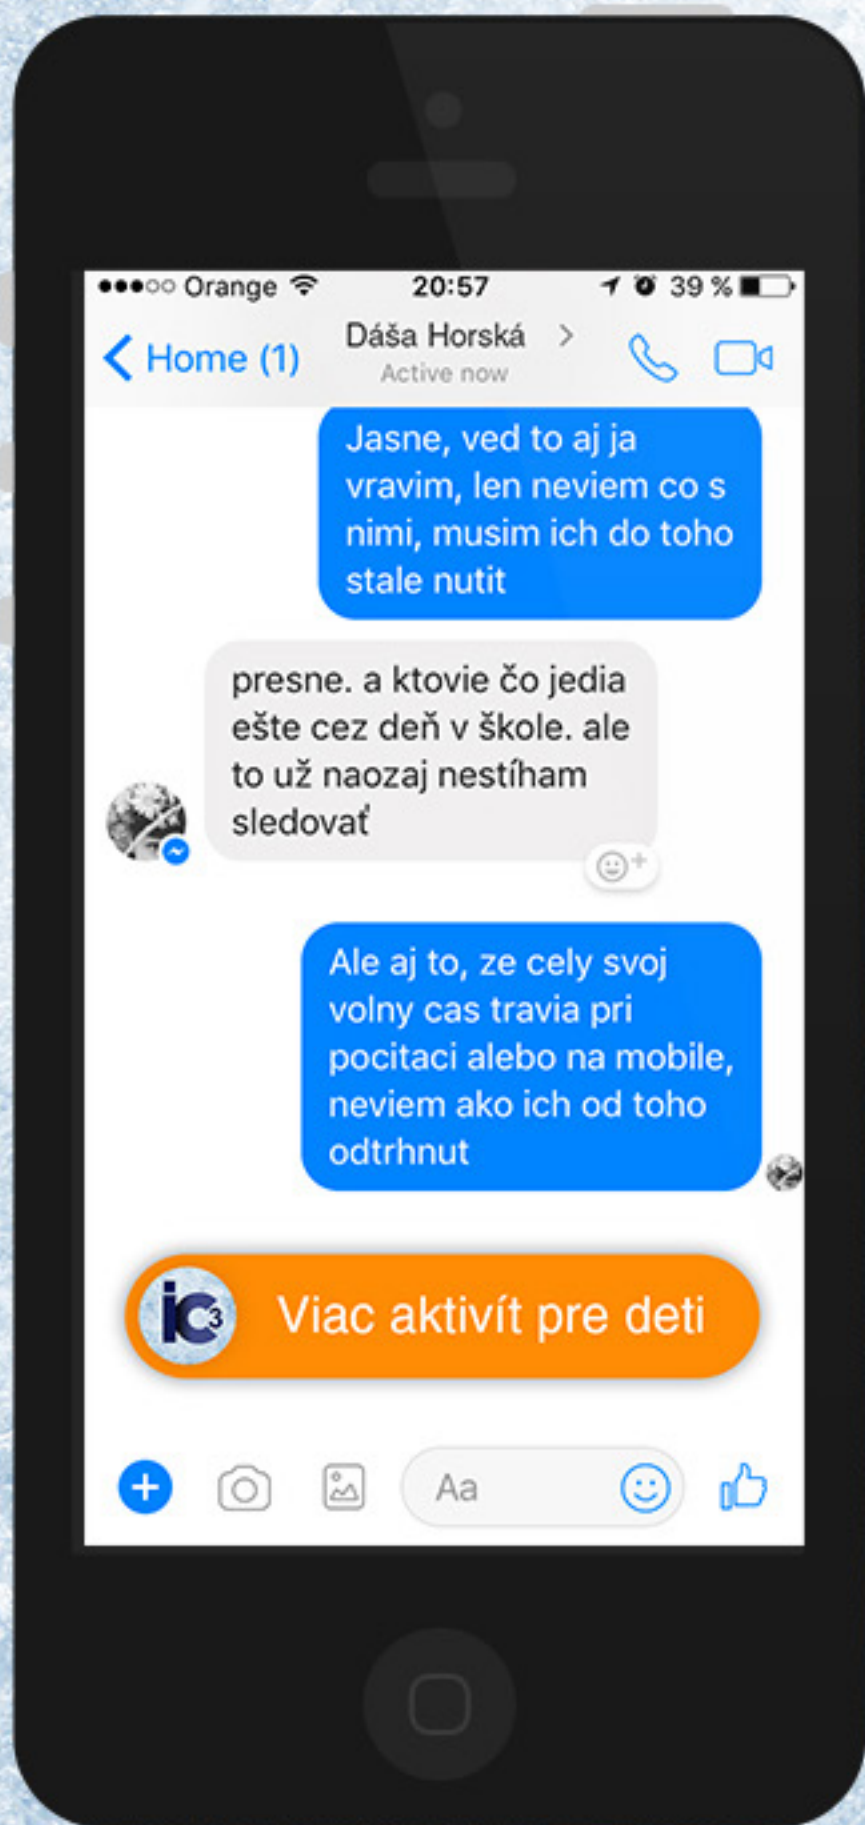 Orange 20:57 39 %
Home (1) Dáša Horská
Active now
Jasne, ved to aj ja
vravim, len neviem co s
nimi, musim ich do toho
stale nutit
presne. a ktovie čo jedia
ešte cez deň v škole. ale
to už naozaj nestíham
sledovať
Ale aj to, ze cely svoj
volny cas travia pri
pocitaci alebo na mobile,
neviem ako ich od toho
odtrhnut
ic3 Viac aktivít pre deti
Aa